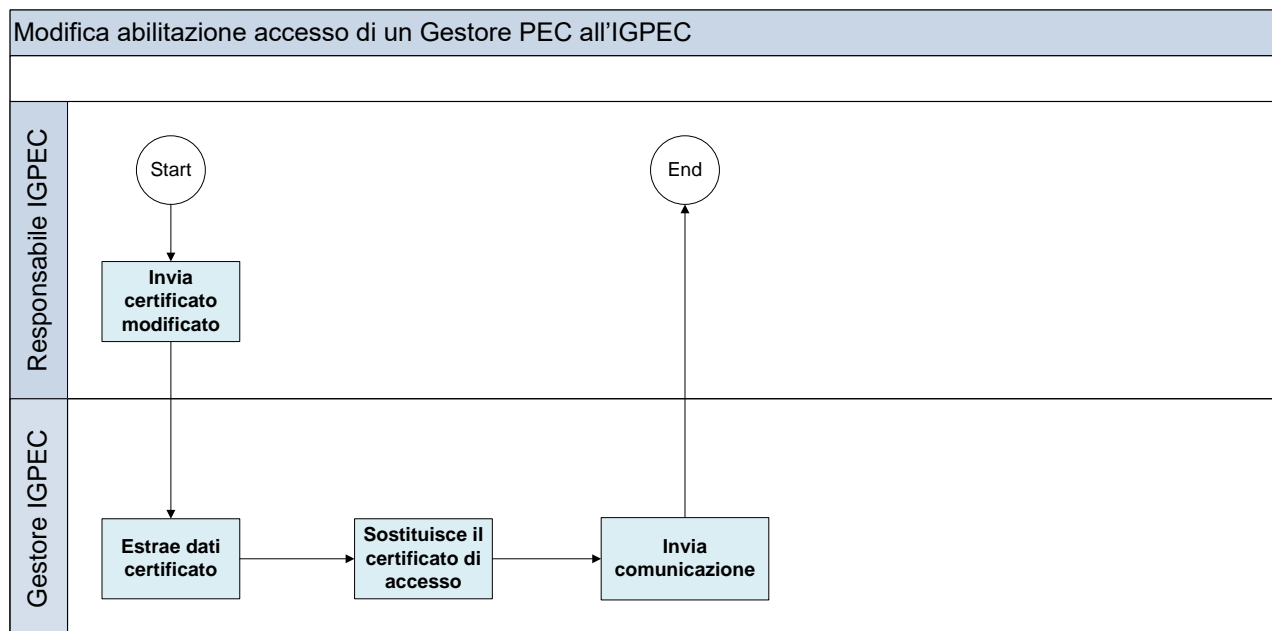 Modifica abilitazione accesso di un Gestore PEC all’IGPEC
Responsabile IGPEC
Start
End
Invia
certificato
modificato
Gestore IGPEC
Estrae dati
certificato
Sostituisce il
certificato di
accesso
Invia
comunicazione